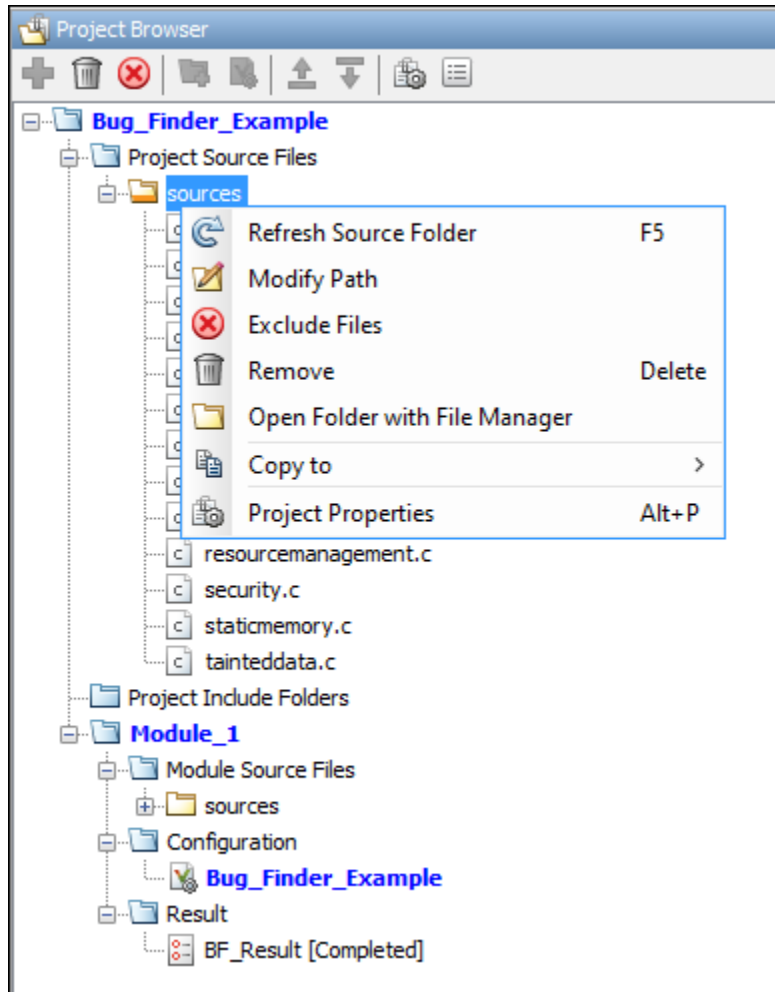 Project Browser
Bug_Finder_Example
Project Source Files
sources
Refresh Source Folder F5
Modify Path
Exclude Files
Remove Delete
Open Folder with File Manager
Copy to >
Project Properties Alt+P
resourcemanagement.c
security.c
staticmemory.c
tainteddata.c
Project Include Folders
Module_1
Module Source Files
sources
Configuration
Bug_Finder_Example
Result
BF_Result [Completed]